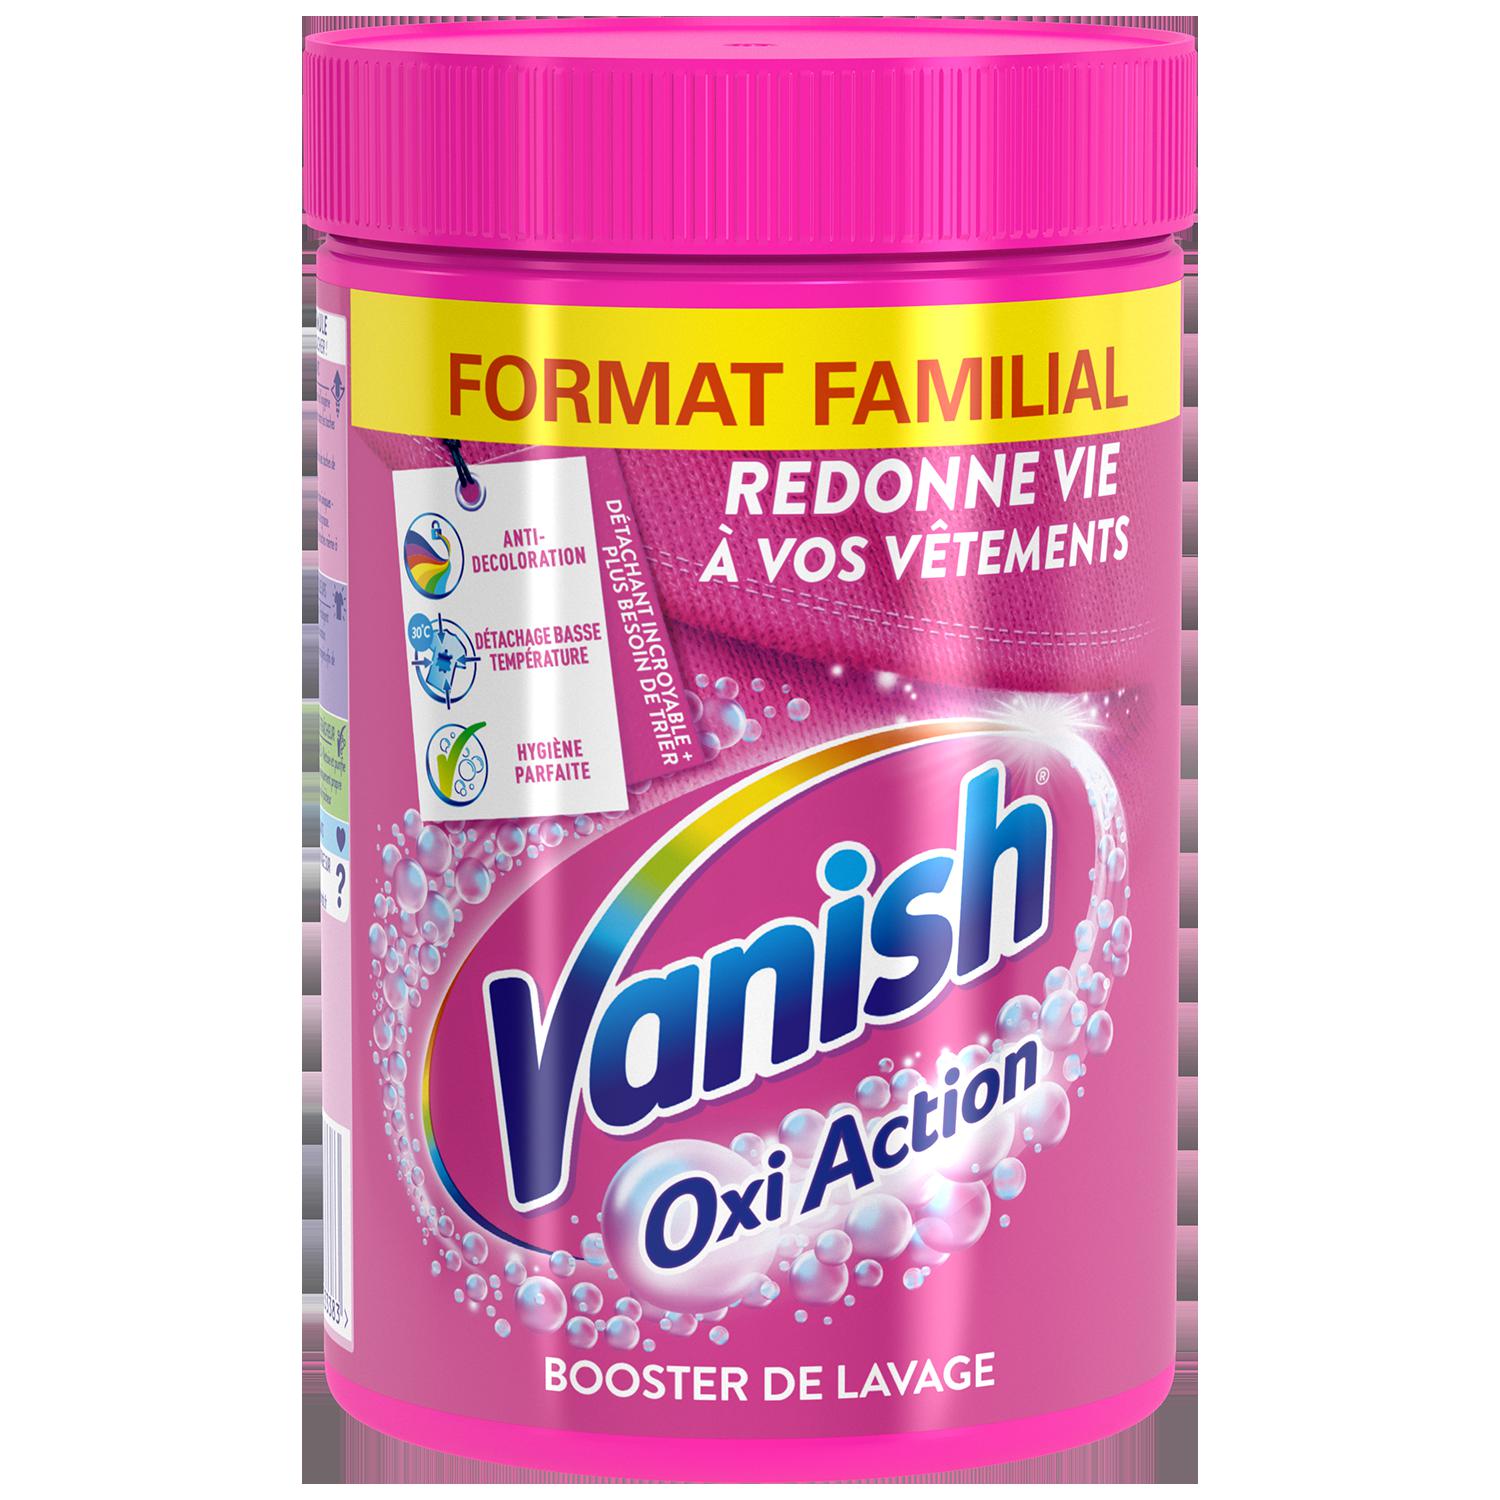 FORMAT FAMILIAL
REDONNE VIE
À VOS VÊTEMENTS
ANTI-
DECOLORATION
30°C
DÉTACHAGE BASSE
TEMPÉRATURE
HYGIÈNE
PARFAITE
DÉTACHANT INCROYABLE +
PLUS BESOIN DE TRIER
Vanish®
Oxi Action
BOOSTER DE LAVAGE
?